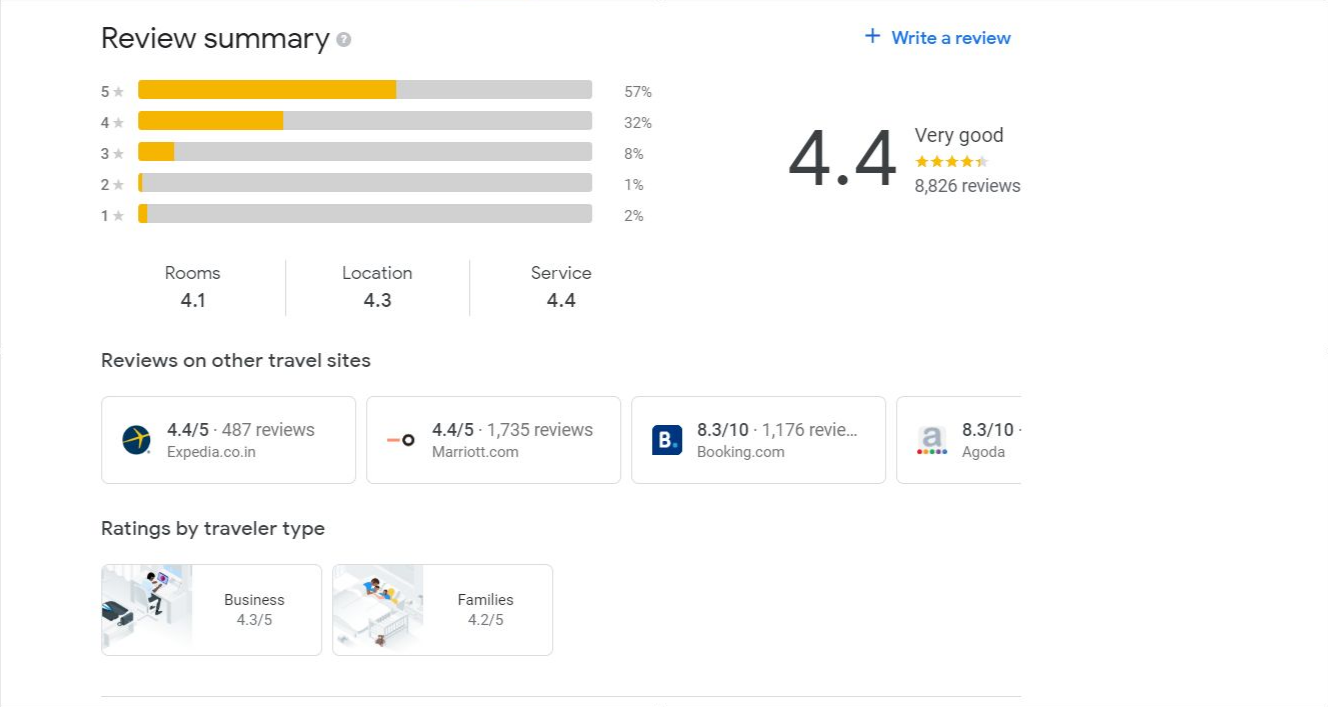 Review summary ?
+ Write a review
5 ★ 57%
4 ★ 32%
3 ★ 8%
2 ★ 1%
1 ★ 2%
4.4
Very good
8,826 reviews
Rooms Location Service
4.1 4.3 4.4
Reviews on other travel sites
4.4/5 · 487 reviews
Expedia.co.in
4.4/5 · 1,735 reviews
Marriott.com
B. 8.3/10 · 1,176 revie...
Booking.com
a 8.3/10 ·
Agoda
Ratings by traveler type
Business
4.3/5
Families
4.2/5